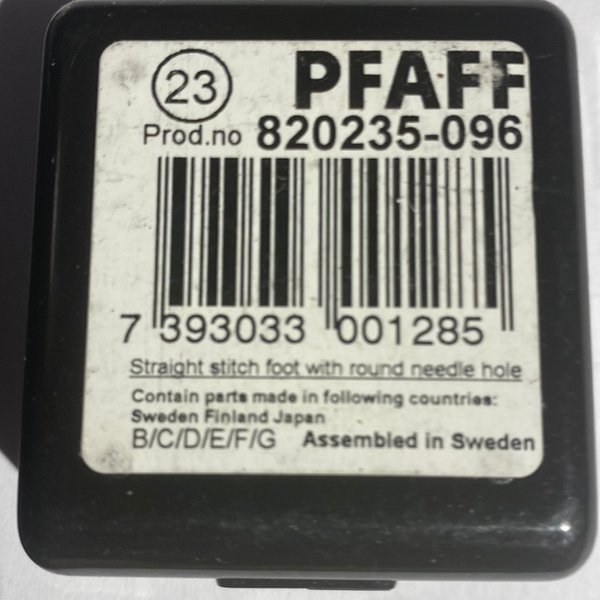 23 PFAFF
Prod.no 820235-096
7 393033 001285
Straight stitch foot with round needle hole
Contain parts made in following countries:
Sweden Finland Japan
B/C/D/E/F/G Assembled in Sweden